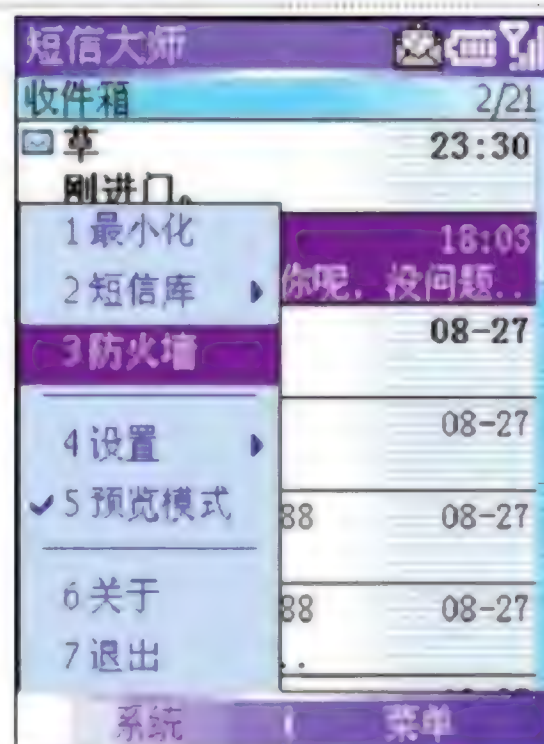 短信大师
收件箱 2/21
草 23:30
刚进门。
18:03
你呢，没问题..
08-27
08-27
88 08-27
88 08-27
..
1 最小化
2 短信库
3 防火墙
4 设置
5 预览模式
6 关于
7 退出
系统 菜单